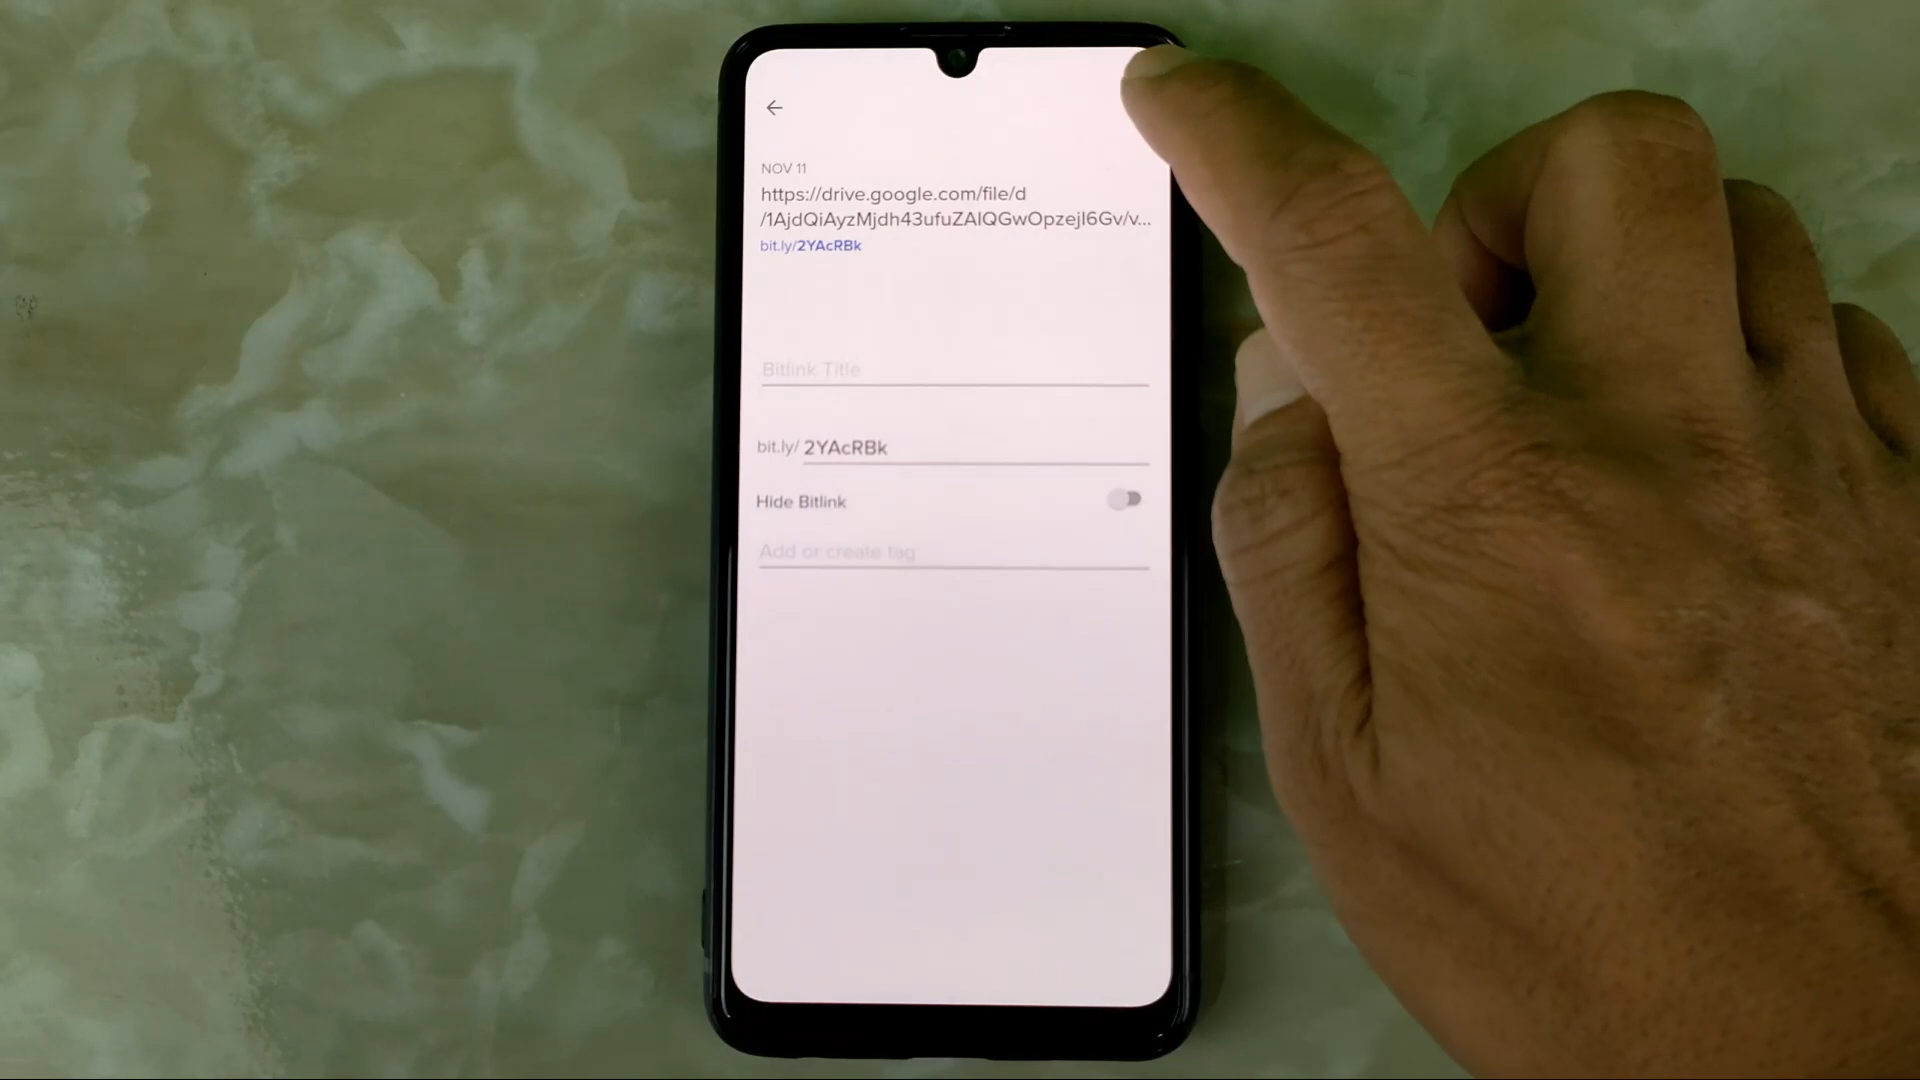 NOV 11
https://drive.google.com/file/d
/1AjdQiAyzMjdh43ufuZAlQGwOpzejl6Gv/v...
bit.ly/2YAcRBk
Bitlink Title
bit.ly/ 2YAcRBk
Hide Bitlink
Add or create tag